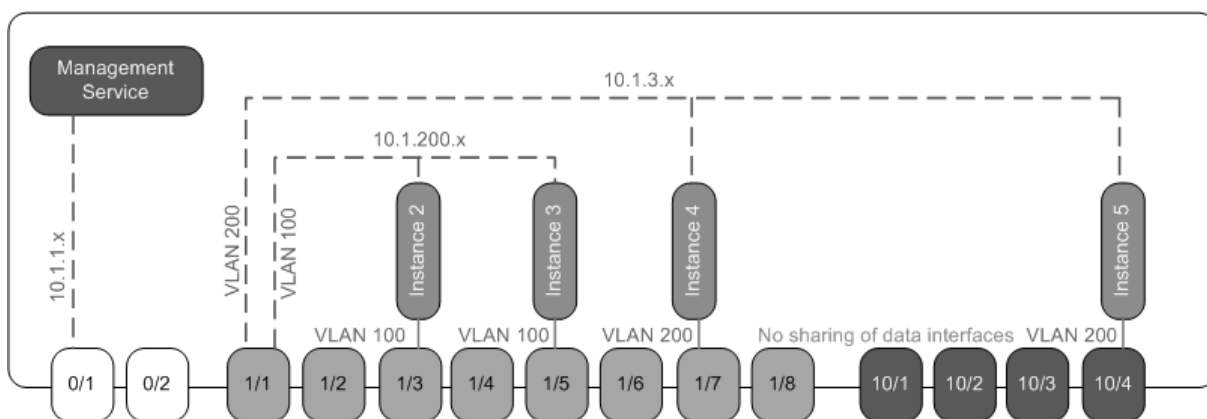 Management
Service
10.1.3.x
10.1.200.x
10.1.1.x
VLAN 200
VLAN 100
Instance 2
Instance 3
Instance 4
Instance 5
VLAN 100
VLAN 100
VLAN 200
No sharing of data interfaces
VLAN 200
0/1
0/2
1/1
1/2
1/3
1/4
1/5
1/6
1/7
1/8
10/1
10/2
10/3
10/4